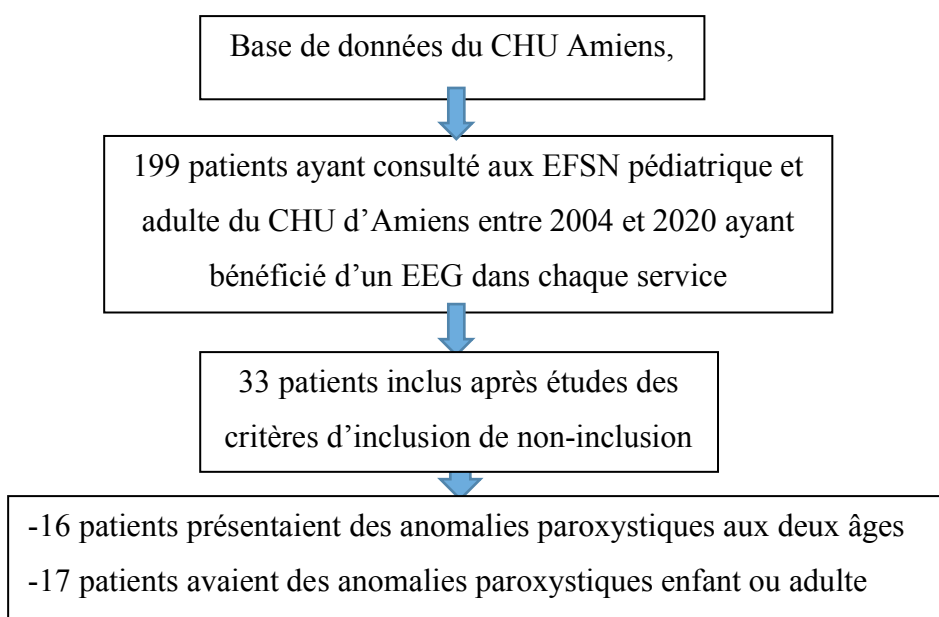 Base de données du CHU Amiens,
199 patients ayant consulté aux EFSN pédiatrique et
adulte du CHU d’Amiens entre 2004 et 2020 ayant
bénéficié d’un EEG dans chaque service
33 patients inclus après études des
critères d’inclusion de non-inclusion
-16 patients présentaient des anomalies paroxystiques aux deux âges
-17 patients avaient des anomalies paroxystiques enfant ou adulte